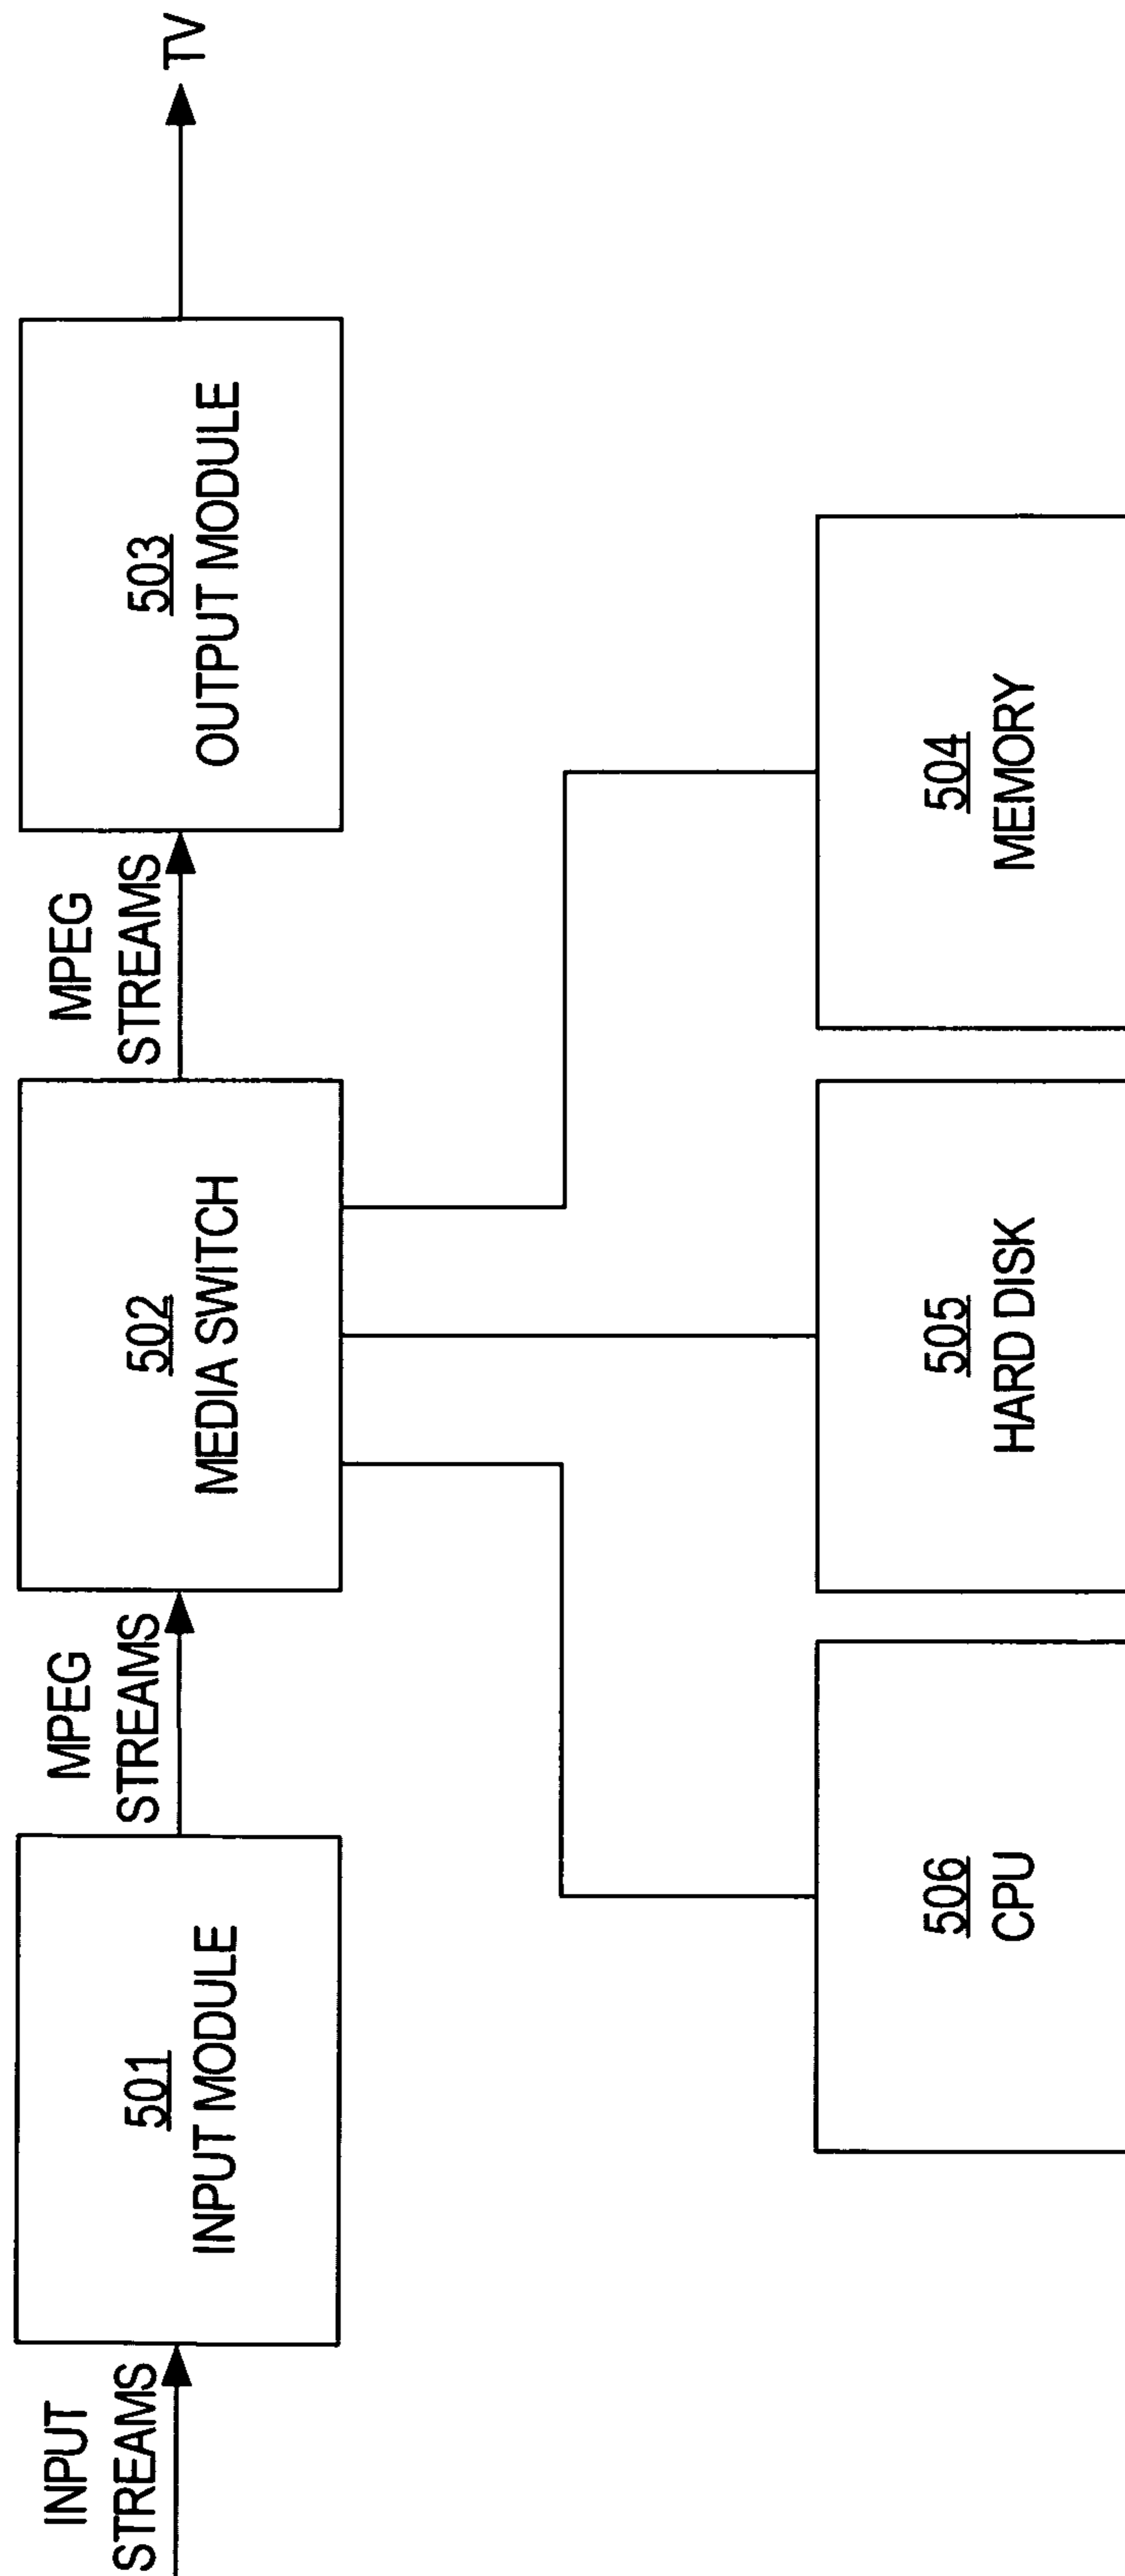 INPUT
STREAMS
501
INPUT MODULE
MPEG
STREAMS
502
MEDIA SWITCH
MPEG
STREAMS
503
OUTPUT MODULE
TV
506
CPU
505
HARD DISK
504
MEMORY